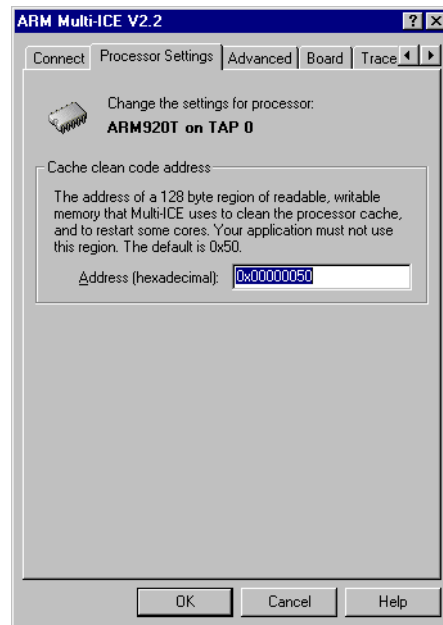 ARM Multi-ICE V2.2
Connect Processor Settings Advanced Board Trace
Change the settings for processor:
ARM920T on TAP 0
Cache clean code address
The address of a 128 byte region of readable, writable
memory that Multi-ICE uses to clean the processor cache,
and to restart some cores. Your application must not use
this region. The default is 0x50.
Address (hexadecimal): 0x00000050
OK Cancel Help